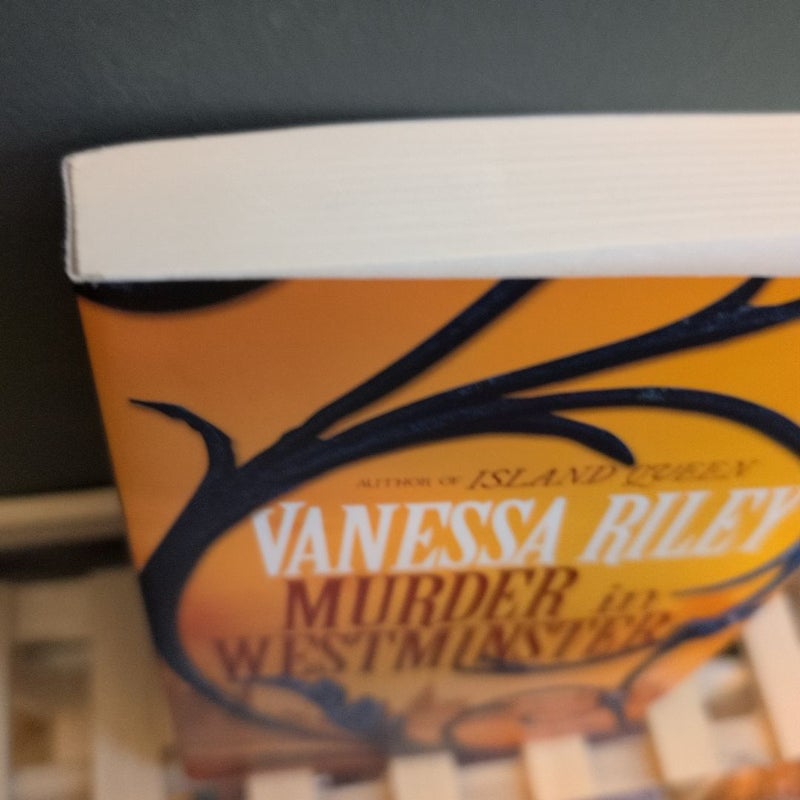 AUTHOR OF ISLAND QUEEN
VANESSA RILEY
MURDER in
WESTMINSTER